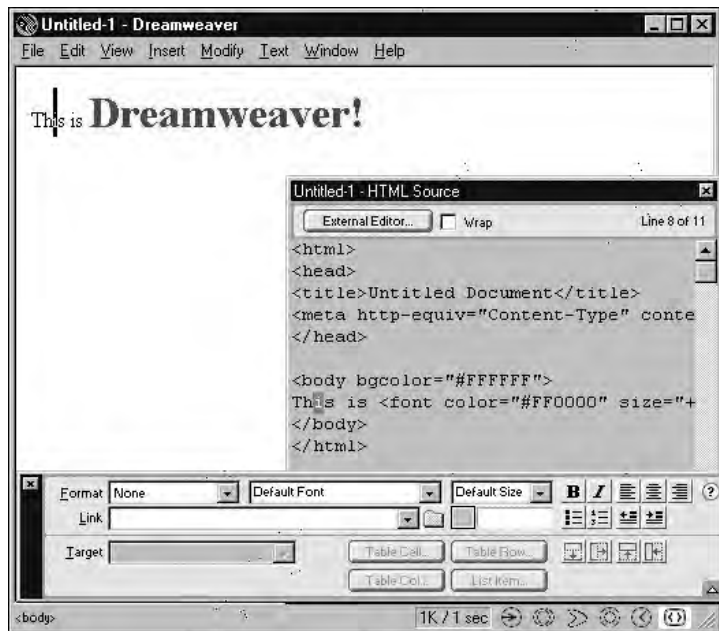 Untitled-1 - Dreamweaver
File Edit View Insert Modify Text Window Help
This is Dreamweaver!
Untitled-1 - HTML Source
External Editor... Wrap Line 8 of 11
<html>
<head>
<title>Untitled Document</title>
<meta http-equiv="Content-Type" conte
</head>
<body bgcolor="#FFFFFF">
This is <font color="#FF0000" size="+
</body>
</html>
Format None Default Font Default Size B I ?
Link
Target Table Cell... Table Row...
Table Col... List Item...
<body> 1K / 1 sec